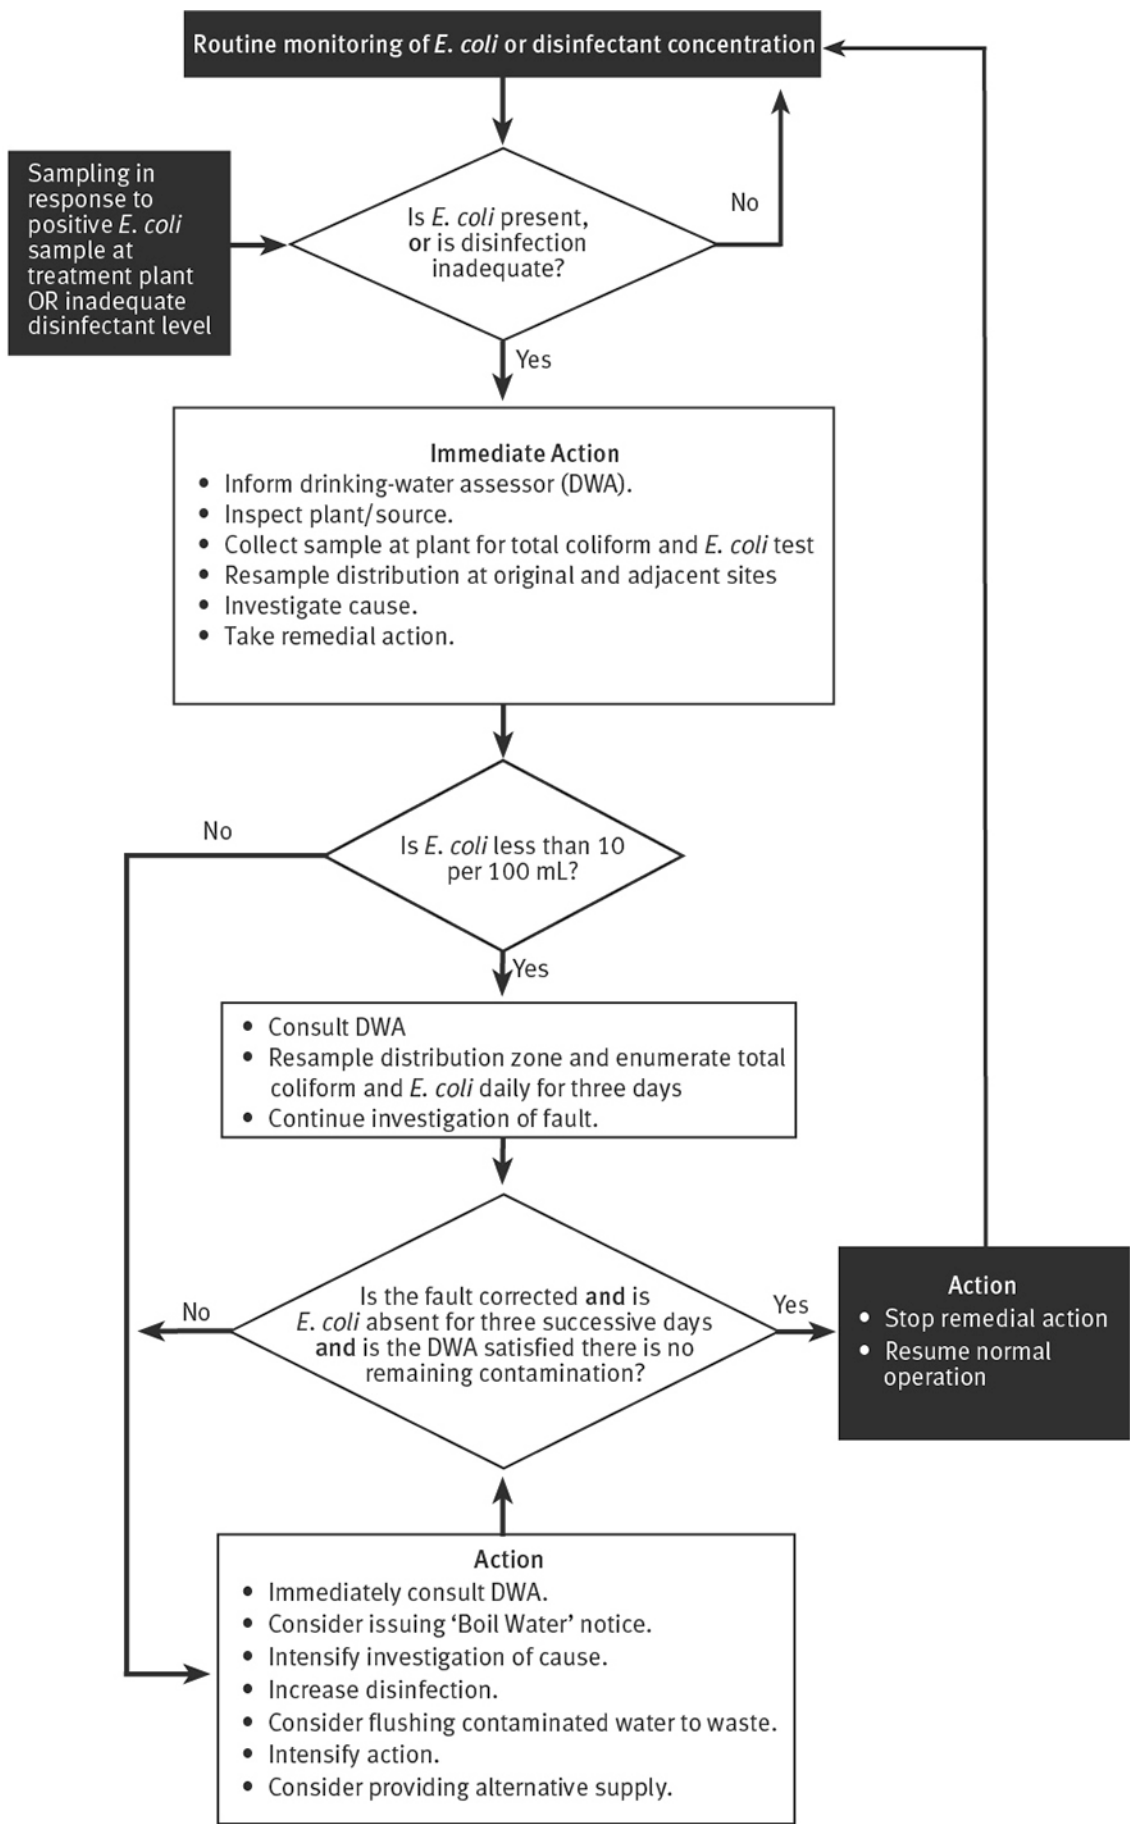 Routine monitoring of E. coli or disinfectant concentration
Sampling in
response to
positive E. coli
sample at
treatment plant
OR inadequate
disinfectant level
Is E. coli present,
or is disinfection
inadequate?
No
Yes
Immediate Action
• Inform drinking-water assessor (DWA).
• Inspect plant/source.
• Collect sample at plant for total coliform and E. coli test
• Resample distribution at original and adjacent sites
• Investigate cause.
• Take remedial action.
No
Is E. coli less than 10
per 100 mL?
Yes
• Consult DWA
• Resample distribution zone and enumerate total
coliform and E. coli daily for three days
• Continue investigation of fault.
No
Is the fault corrected and is
E. coli absent for three successive days
and is the DWA satisfied there is no
remaining contamination?
Yes
Action
• Stop remedial action
• Resume normal
operation
Action
• Immediately consult DWA.
• Consider issuing ‘Boil Water’ notice.
• Intensify investigation of cause.
• Increase disinfection.
• Consider flushing contaminated water to waste.
• Intensify action.
• Consider providing alternative supply.